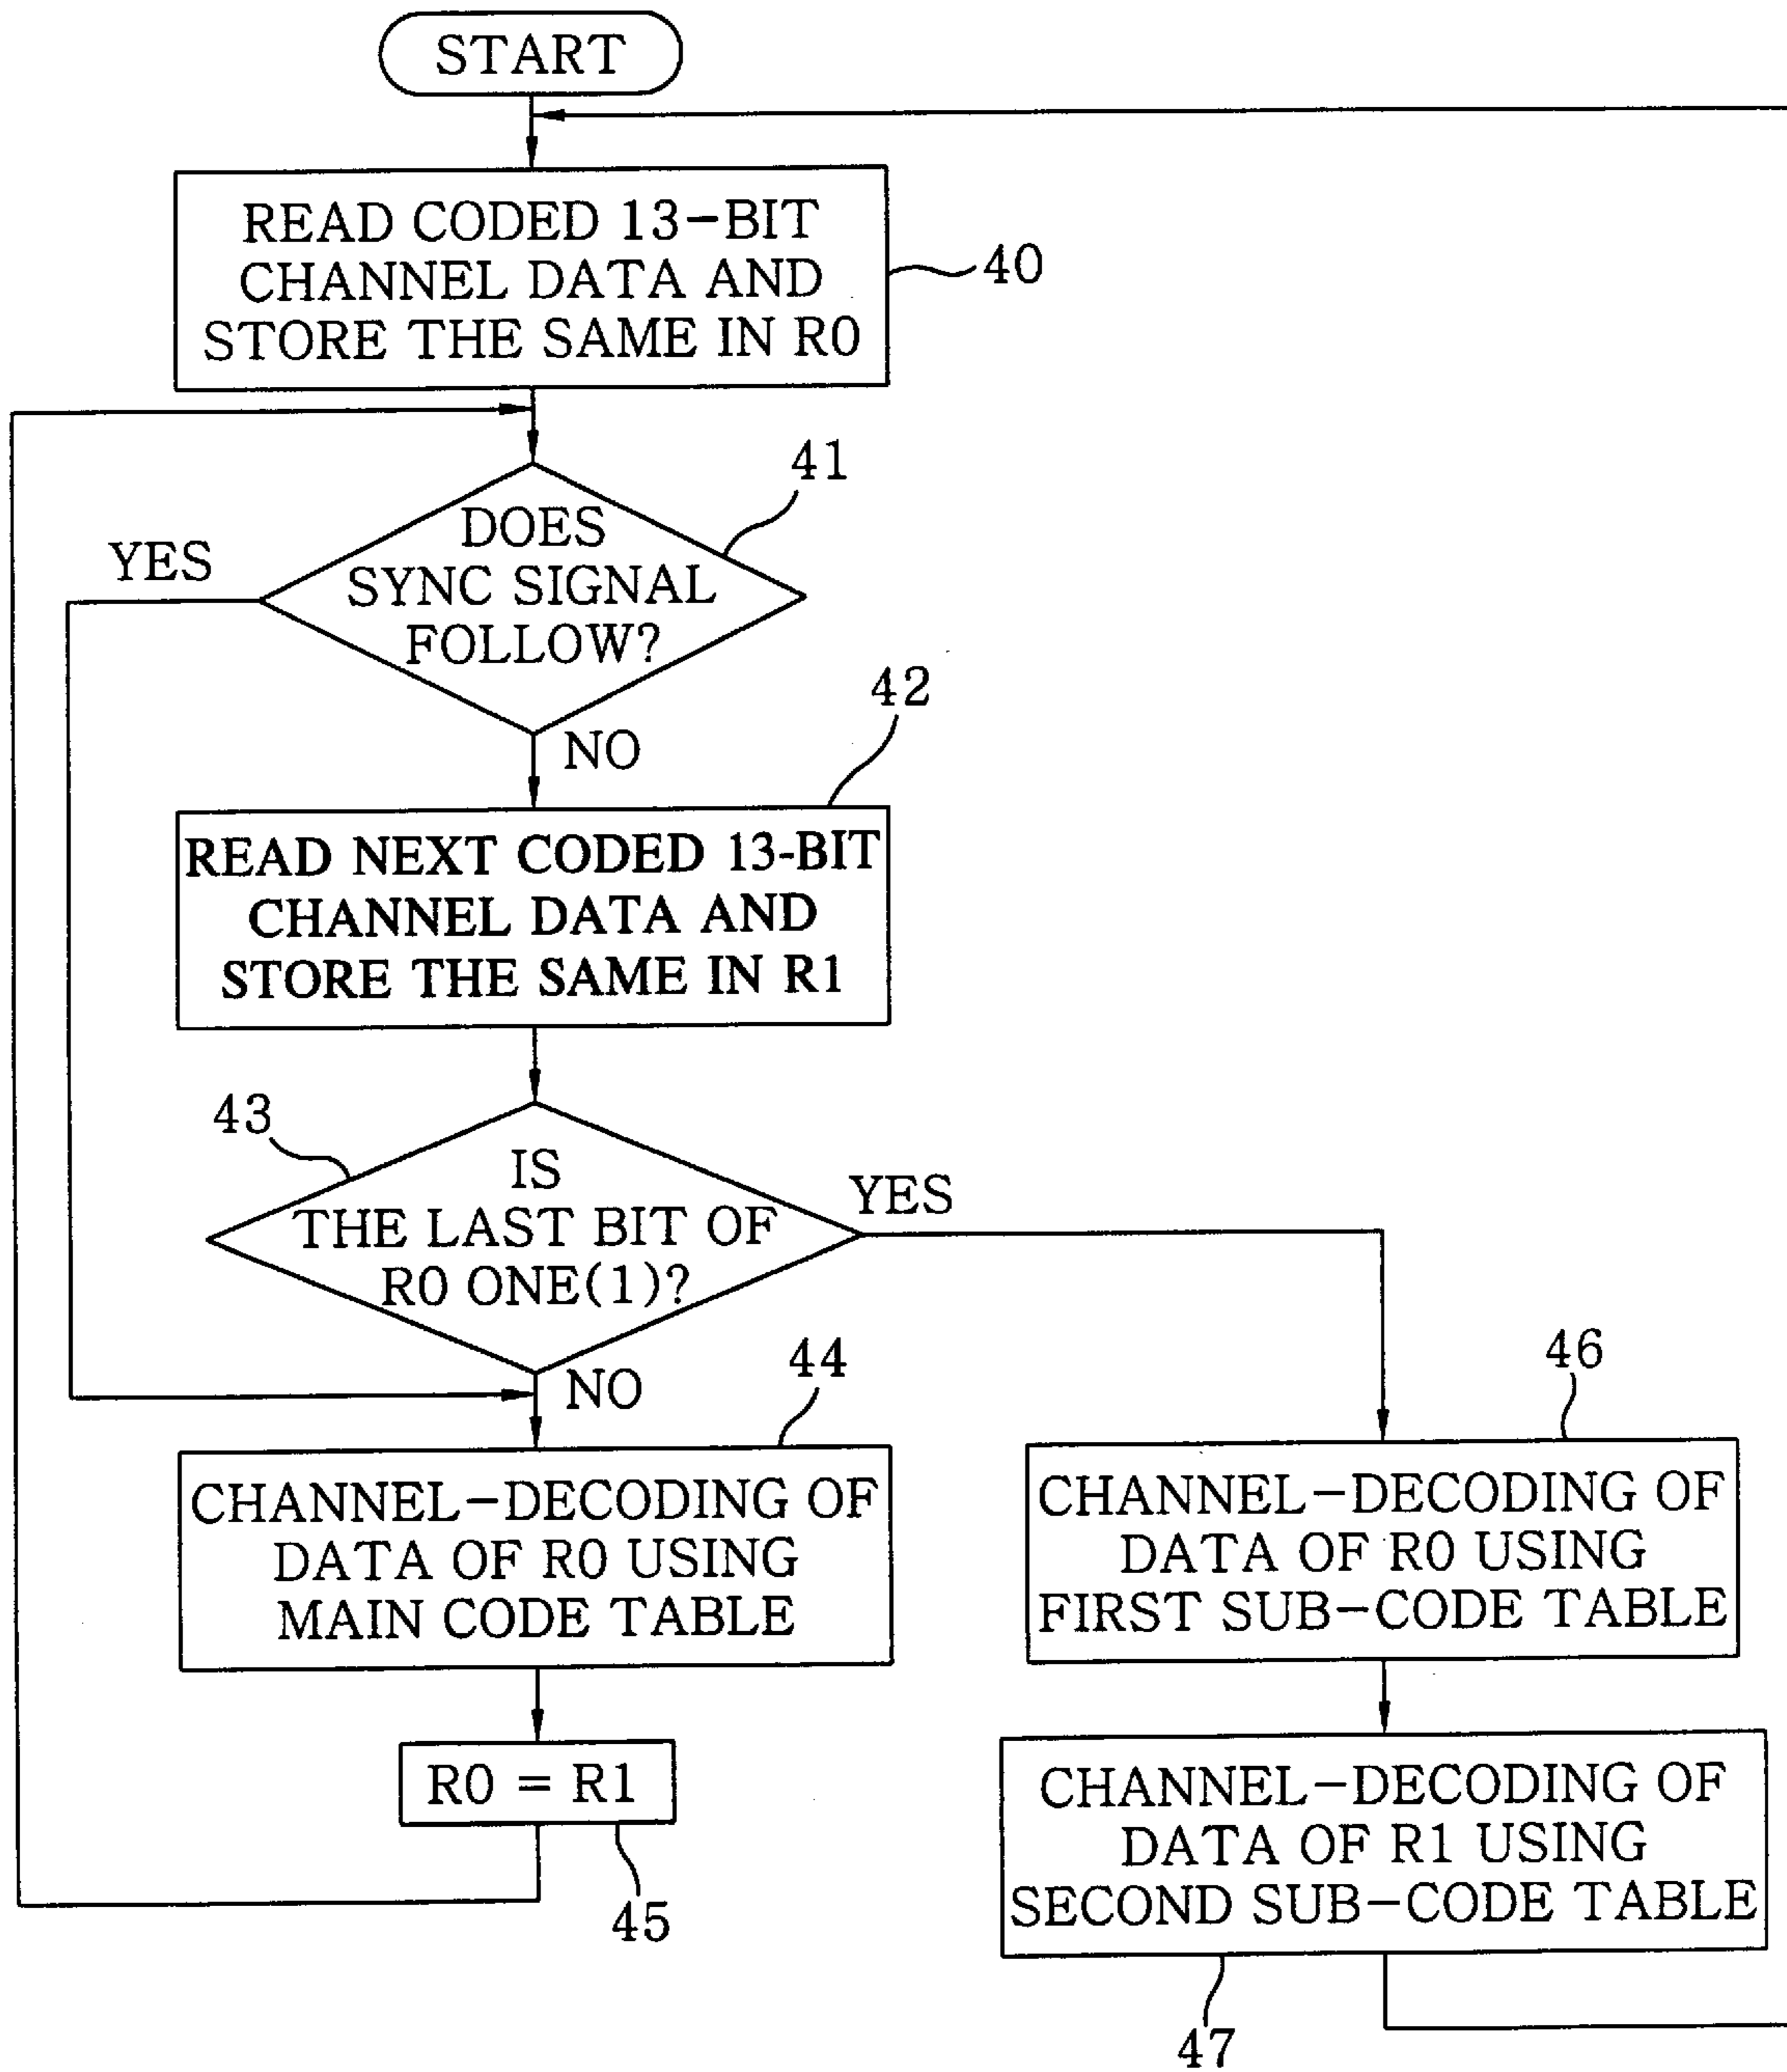 START
READ CODED 13-BIT
CHANNEL DATA AND
STORE THE SAME IN R0
40
41
DOES
SYNC SIGNAL
FOLLOW?
YES
NO
42
READ NEXT CODED 13-BIT
CHANNEL DATA AND
STORE THE SAME IN R1
43
IS
THE LAST BIT OF
R0 ONE(1)?
YES
NO
44
CHANNEL-DECODING OF
DATA OF R0 USING
MAIN CODE TABLE
R0 = R1
45
46
CHANNEL-DECODING OF
DATA OF R0 USING
FIRST SUB-CODE TABLE
CHANNEL-DECODING OF
DATA OF R1 USING
SECOND SUB-CODE TABLE
47